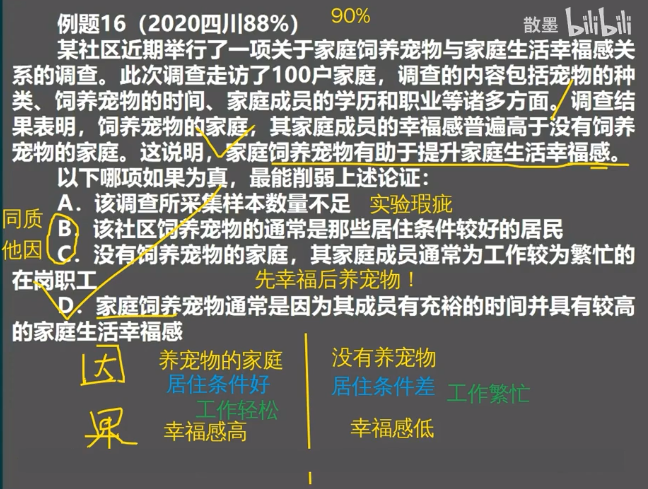 例题16（2020四川88%）
90%
散墨 bilibili
某社区近期举行了一项关于家庭饲养宠物与家庭生活幸福感关
系的调查。此次调查走访了100户家庭，调查的内容包括宠物的种
类、饲养宠物的时间、家庭成员的学历和职业等诸多方面。调查结
果表明，饲养宠物的家庭，其家庭成员的幸福感普遍高于没有饲养
宠物的家庭。这说明，家庭饲养宠物有助于提升家庭生活幸福感。
以下哪项如果为真，最能削弱上述论证：
A．该调查所采集样本数量不足 实验瑕疵
同质
他因
B．该社区饲养宠物的通常是那些居住条件较好的居民
C．没有饲养宠物的家庭，其家庭成员通常为工作较为繁忙的
在岗职工
先幸福后养宠物！
D．家庭饲养宠物通常是因为其成员有充裕的时间并具有较高
的家庭生活幸福感
因 养宠物的家庭 没有养宠物
居住条件好 居住条件差
工作轻松 工作繁忙
果 幸福感高 幸福感低